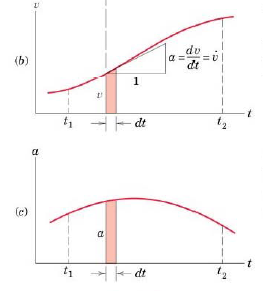 v
(b)
a = dv/dt = v̇
v
1
t
t₁
dt
t₂
a
(c)
a
t
t₁
dt
t₂